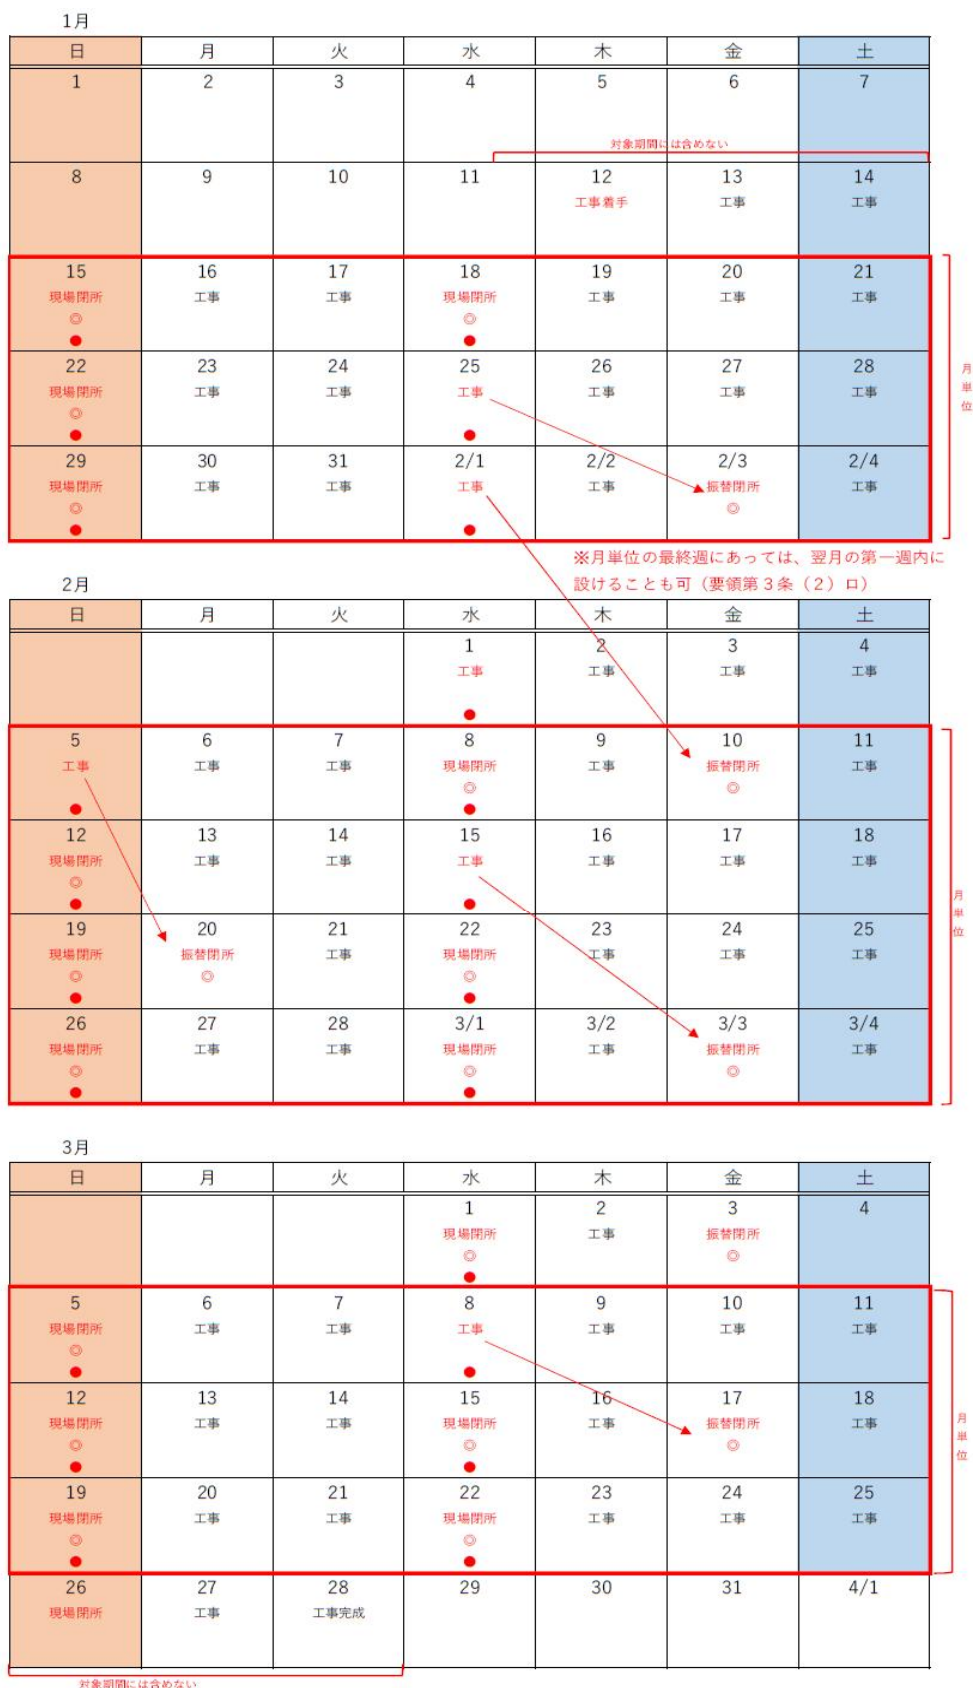 1月
日 月 火 水 木 金 土
1 2 3 4 5 6 7
対象期間には含めない
8 9 10 11 12 13 14
工事着手 工事 工事
15 16 17 18 19 20 21
現場閉所 工事 工事 現場閉所 工事 工事 工事
◎ ◎
● ●
22 23 24 25 26 27 28
現場閉所 工事 工事 工事 工事 工事 工事
◎
● ●
29 30 31 2/1 2/2 2/3 2/4
現場閉所 工事 工事 工事 工事 振替閉所 工事
◎ ◎
● ●
月単位
※月単位の最終週にあっては、翌月の第一週内に
設けることも可（要領第3条（2）ロ）
2月
日 月 火 水 木 金 土
1 2 3 4
工事 工事 工事 工事
●
5 6 7 8 9 10 11
工事 工事 工事 現場閉所 工事 振替閉所 工事
◎ ◎
● ●
12 13 14 15 16 17 18
現場閉所 工事 工事 工事 工事 工事 工事
◎
● ●
19 20 21 22 23 24 25
現場閉所 振替閉所 工事 現場閉所 工事 工事 工事
◎ ◎ ◎
● ●
26 27 28 3/1 3/2 3/3 3/4
現場閉所 工事 工事 現場閉所 工事 振替閉所 工事
◎ ◎ ◎
● ●
月単位
3月
日 月 火 水 木 金 土
1 2 3 4
現場閉所 工事 振替閉所
◎ ◎
●
5 6 7 8 9 10 11
現場閉所 工事 工事 工事 工事 工事 工事
◎
● ●
12 13 14 15 16 17 18
現場閉所 工事 工事 現場閉所 工事 振替閉所 工事
◎ ◎ ◎
● ●
19 20 21 22 23 24 25
現場閉所 工事 工事 現場閉所 工事 工事 工事
◎ ◎
● ●
月単位
26 27 28 29 30 31 4/1
現場閉所 工事 工事完成
対象期間には含めない